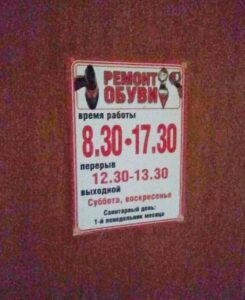 РЕМОНТ
ОБУВИ
время работы
8.30•17.30
перерыв
12.30-13.30
выходной
Суббота, воскресенье
Санитарный день:
1-й понедельник месяца